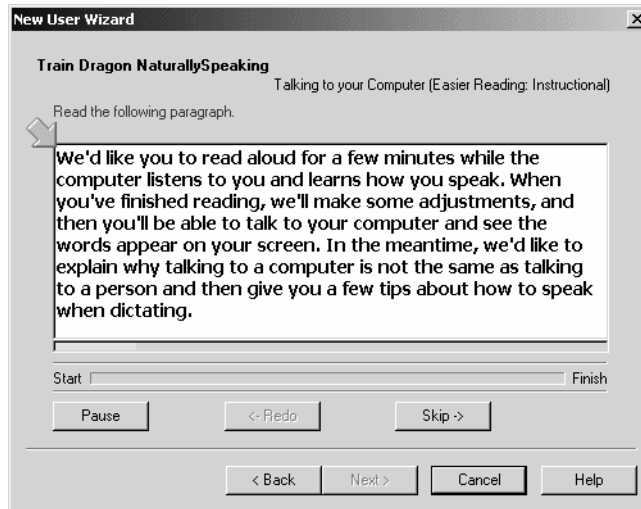 New User Wizard
Train Dragon NaturallySpeaking
Talking to your Computer (Easier Reading: Instructional)
Read the following paragraph.
We'd like you to read aloud for a few minutes while the
computer listens to you and learns how you speak. When
you've finished reading, we'll make some adjustments, and
then you'll be able to talk to your computer and see the
words appear on your screen. In the meantime, we'd like to
explain why talking to a computer is not the same as talking
to a person and then give you a few tips about how to speak
when dictating.
Start Finish
Pause <- Redo Skip ->
< Back Next > Cancel Help